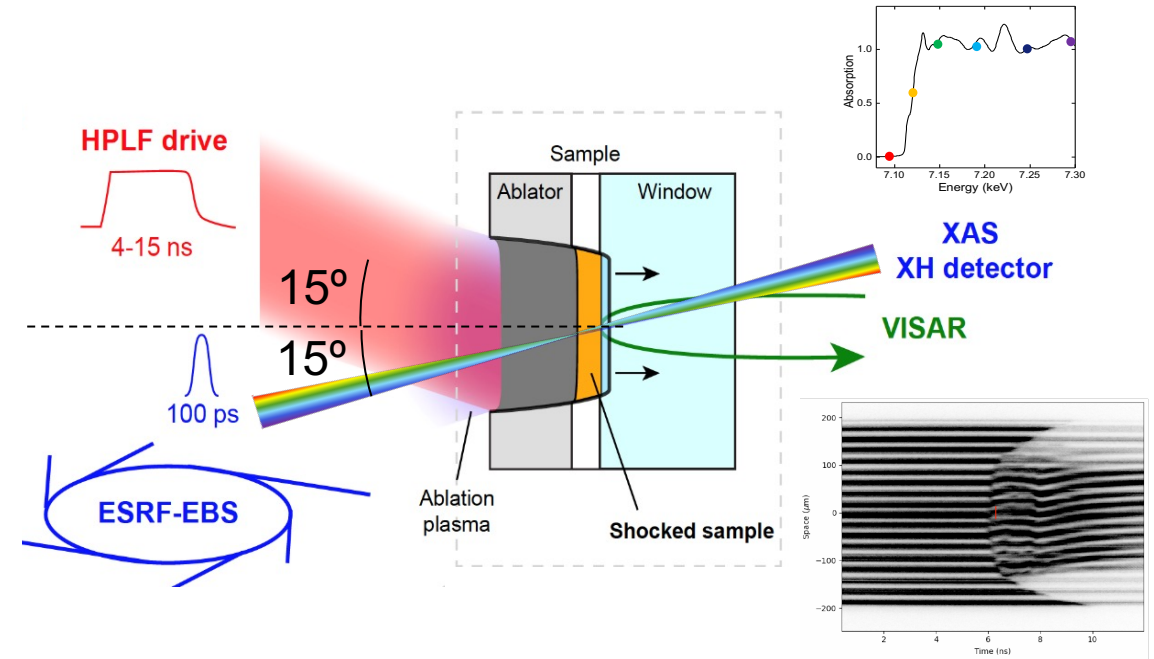 HPLF drive
4-15 ns
15º
15º
100 ps
ESRF-EBS
Sample
Ablator
Window
Ablation
plasma
Shocked sample
XAS
XH detector
VISAR
Absorption
1.0
0.5
0.0
7.10
7.15
7.20
7.25
7.30
Energy (keV)
Space (μm)
200
100
0
−100
−200
2
4
6
8
10
Time (ns)